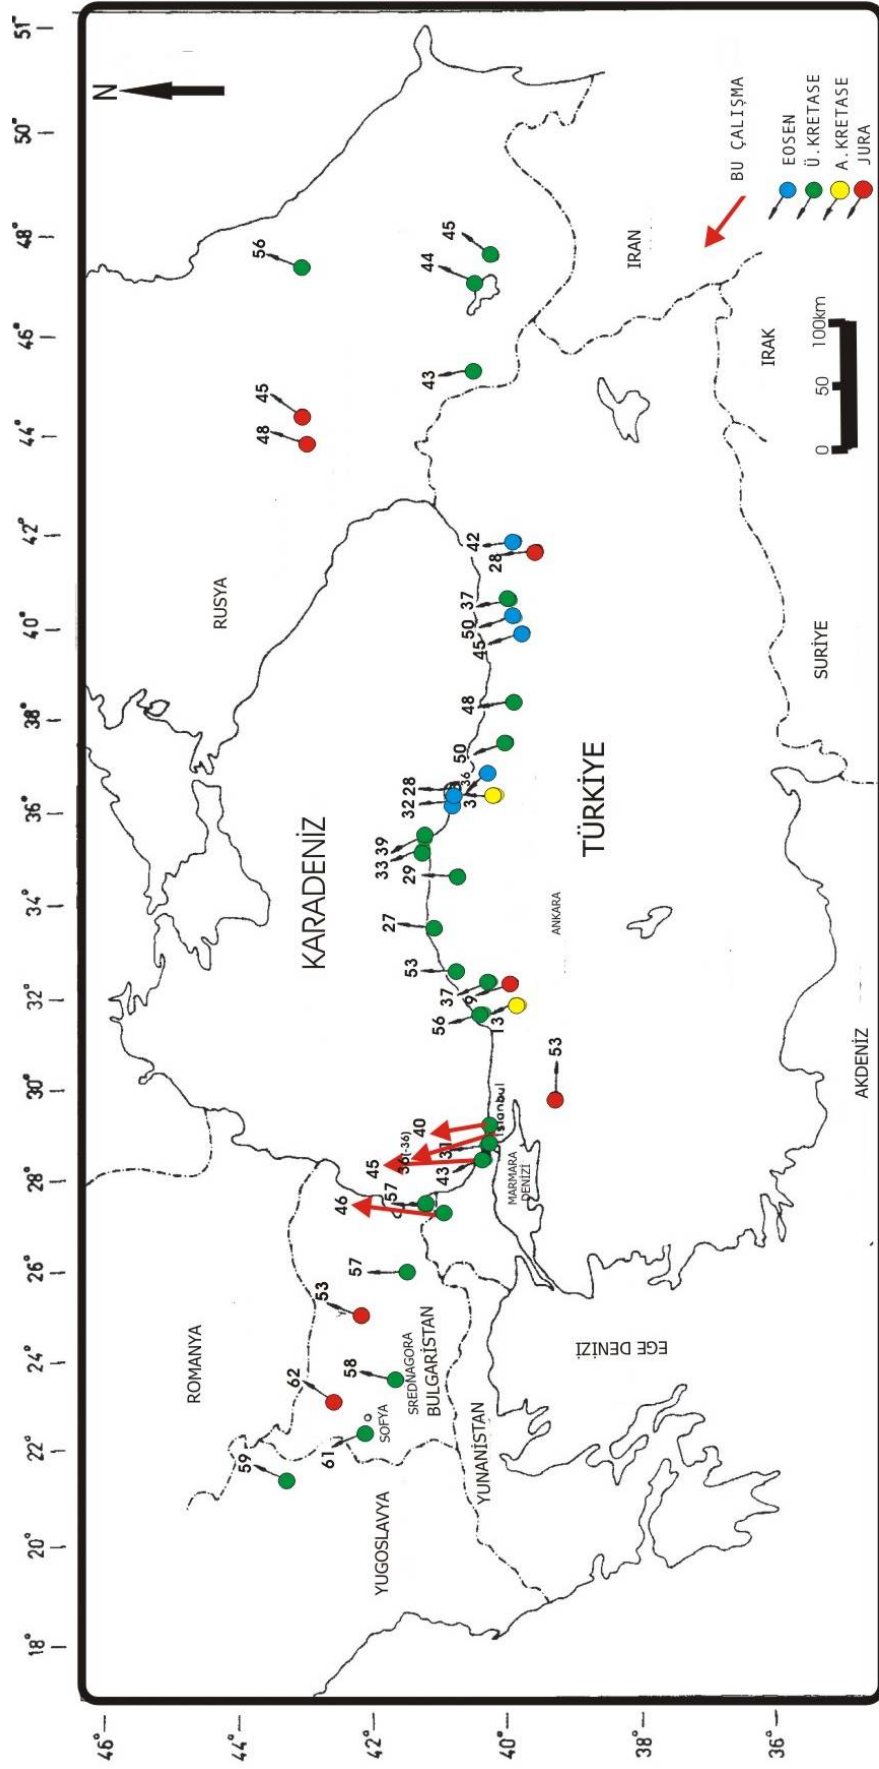 18° 20° 22° 24° 26° 28° 30° 32° 34° 36° 38° 40° 42° 44° 46° 48° 50° 51°
46°
44°
42°
40°
38°
36°
N
ROMANYA
RUSYA
KARADENİZ
YUGOSLAVYA
SOFYA
SREDNAGORA
BULGARİSTAN
YUNANİSTAN
İstanbul
MARMARA
DENİZİ
ANKARA
TÜRKİYE
EGE DENİZİ
AKDENİZ
SURİYE
IRAK
IRAN
59
61
62
58
53
57
46
57
45
36(-36)
40
43
31
53
56
13
37
9
53
27
29
33
39
32
28
31
36
50
48
45
50
37
28
42
48
45
43
56
44
45
BU ÇALIŞMA
EOSEN
Ü.KRETASE
A.KRETASE
JURA
0 50 100km